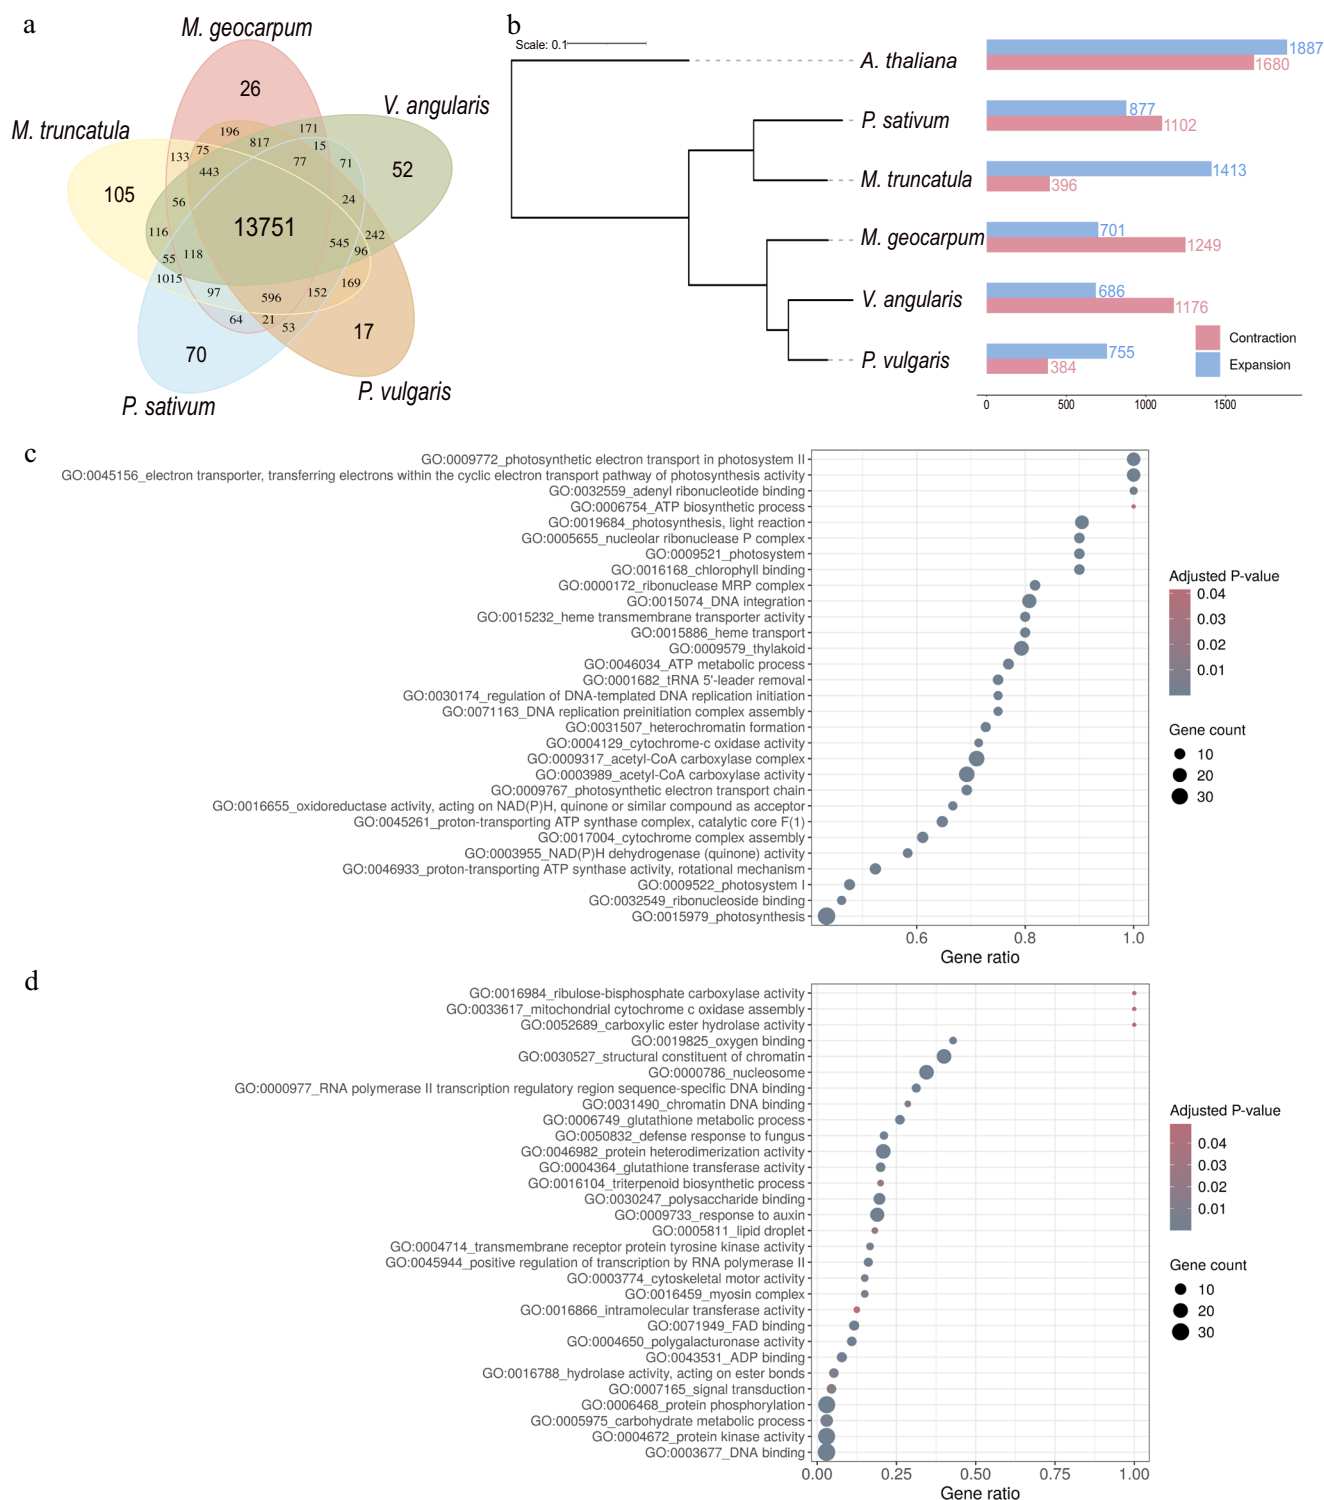 a
M. geocarpum
V. angularis
M. truncatula
P. sativum
P. vulgaris
26
52
105
70
17
196
817
171
15
133
75
77
71
443
56
24
13751
116
242
545
96
55
118
1015
97
596
152
169
64
21
53
b
Scale: 0.1
A. thaliana
1887
1680
P. sativum
877
1102
M. truncatula
1413
396
M. geocarpum
701
1249
V. angularis
686
1176
P. vulgaris
755
384
Contraction
Expansion
0 500 1000 1500
c
GO:0009772_photosynthetic electron transport in photosystem II
GO:0045156_electron transporter, transferring electrons within the cyclic electron transport pathway of photosynthesis activity
GO:0032559_adenyl ribonucleotide binding
GO:0006754_ATP biosynthetic process
GO:0019684_photosynthesis, light reaction
GO:0005655_nucleolar ribonuclease P complex
GO:0009521_photosystem
GO:0016168_chlorophyll binding
GO:0000172_ribonuclease MRP complex
GO:0015074_DNA integration
GO:0015232_heme transmembrane transporter activity
GO:0015886_heme transport
GO:0009579_thylakoid
GO:0046034_ATP metabolic process
GO:0001682_tRNA 5'-leader removal
GO:0030174_regulation of DNA-templated DNA replication initiation
GO:0071163_DNA replication preinitiation complex assembly
GO:0031507_heterochromatin formation
GO:0004129_cytochrome-c oxidase activity
GO:0009317_acetyl-CoA carboxylase complex
GO:0003989_acetyl-CoA carboxylase activity
GO:0009767_photosynthetic electron transport chain
GO:0016655_oxidoreductase activity, acting on NAD(P)H, quinone or similar compound as acceptor
GO:0045261_proton-transporting ATP synthase complex, catalytic core F(1)
GO:0017004_cytochrome complex assembly
GO:0003955_NAD(P)H dehydrogenase (quinone) activity
GO:0046933_proton-transporting ATP synthase activity, rotational mechanism
GO:0009522_photosystem I
GO:0032549_ribonucleoside binding
GO:0015979_photosynthesis
0.6 0.8 1.0
Gene ratio
Adjusted P-value
0.04
0.03
0.02
0.01
Gene count
10
20
30
d
GO:0016984_ribulose-bisphosphate carboxylase activity
GO:0033617_mitochondrial cytochrome c oxidase assembly
GO:0052689_carboxylic ester hydrolase activity
GO:0019825_oxygen binding
GO:0030527_structural constituent of chromatin
GO:0000786_nucleosome
GO:0000977_RNA polymerase II transcription regulatory region sequence-specific DNA binding
GO:0031490_chromatin DNA binding
GO:0006749_glutathione metabolic process
GO:0050832_defense response to fungus
GO:0046982_protein heterodimerization activity
GO:0004364_glutathione transferase activity
GO:0016104_triterpenoid biosynthetic process
GO:0030247_polysaccharide binding
GO:0009733_response to auxin
GO:0005811_lipid droplet
GO:0004714_transmembrane receptor protein tyrosine kinase activity
GO:0045944_positive regulation of transcription by RNA polymerase II
GO:0003774_cytoskeletal motor activity
GO:0016459_myosin complex
GO:0016866_intramolecular transferase activity
GO:0071949_FAD binding
GO:0004650_polygalacturonase activity
GO:0043531_ADP binding
GO:0016788_hydrolase activity, acting on ester bonds
GO:0007165_signal transduction
GO:0006468_protein phosphorylation
GO:0005975_carbohydrate metabolic process
GO:0004672_protein kinase activity
GO:0003677_DNA binding
0.00 0.25 0.50 0.75 1.00
Gene ratio
Adjusted P-value
0.04
0.03
0.02
0.01
Gene count
10
20
30